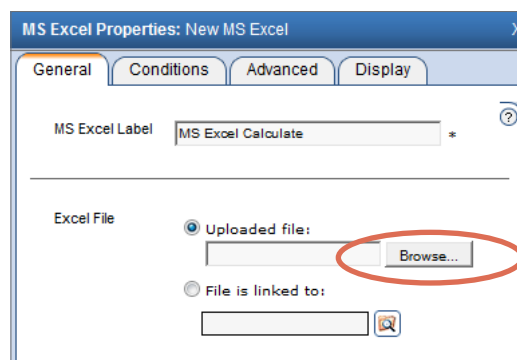 MS Excel Properties: New MS Excel X
General Conditions Advanced Display
MS Excel Label MS Excel Calculate * ?
Excel File Uploaded file:
Browse...
File is linked to: